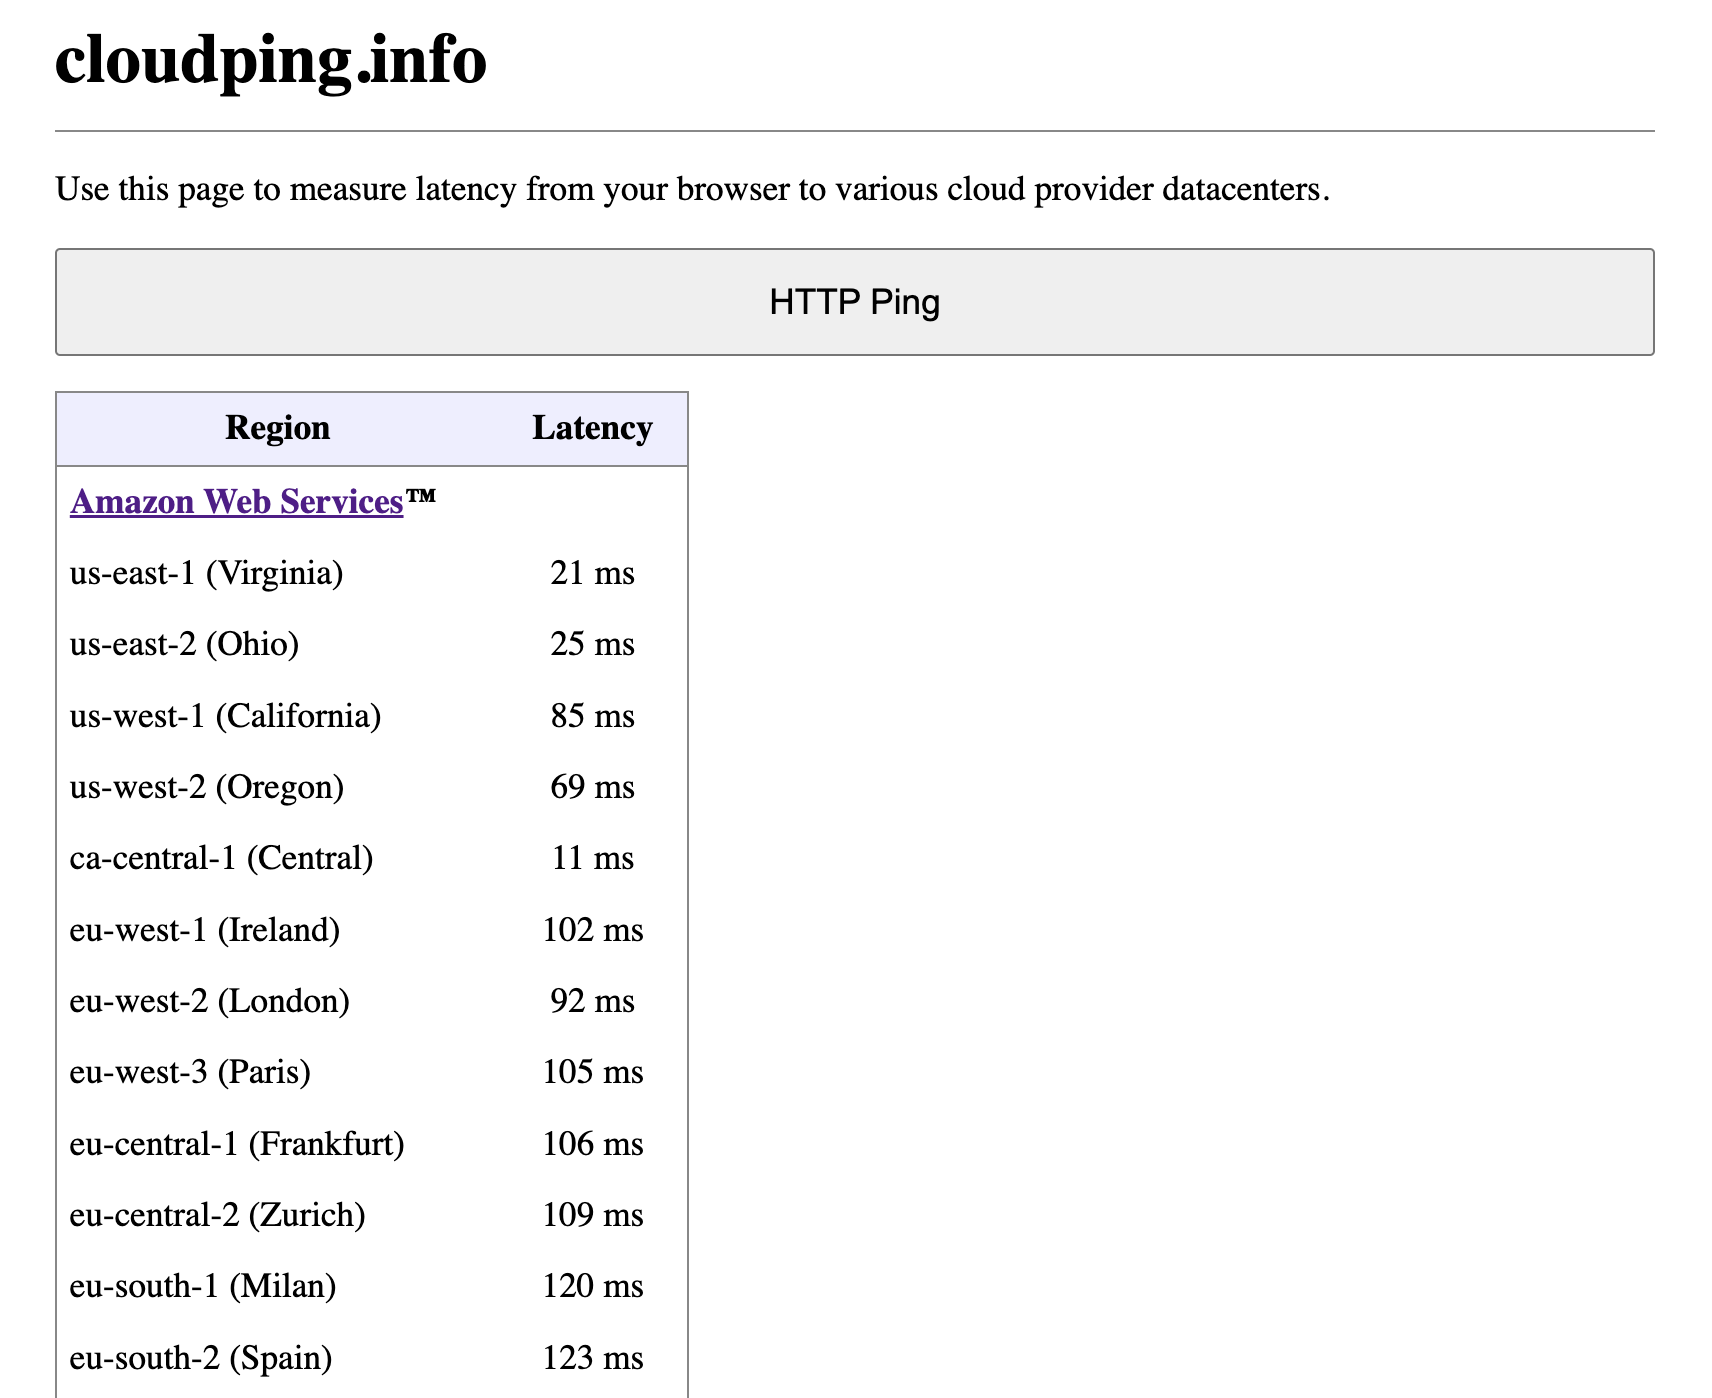 cloudping.info
Use this page to measure latency from your browser to various cloud provider datacenters.
HTTP Ping
Region Latency
Amazon Web Services™
us-east-1 (Virginia) 21 ms
us-east-2 (Ohio) 25 ms
us-west-1 (California) 85 ms
us-west-2 (Oregon) 69 ms
ca-central-1 (Central) 11 ms
eu-west-1 (Ireland) 102 ms
eu-west-2 (London) 92 ms
eu-west-3 (Paris) 105 ms
eu-central-1 (Frankfurt) 106 ms
eu-central-2 (Zurich) 109 ms
eu-south-1 (Milan) 120 ms
eu-south-2 (Spain) 123 ms